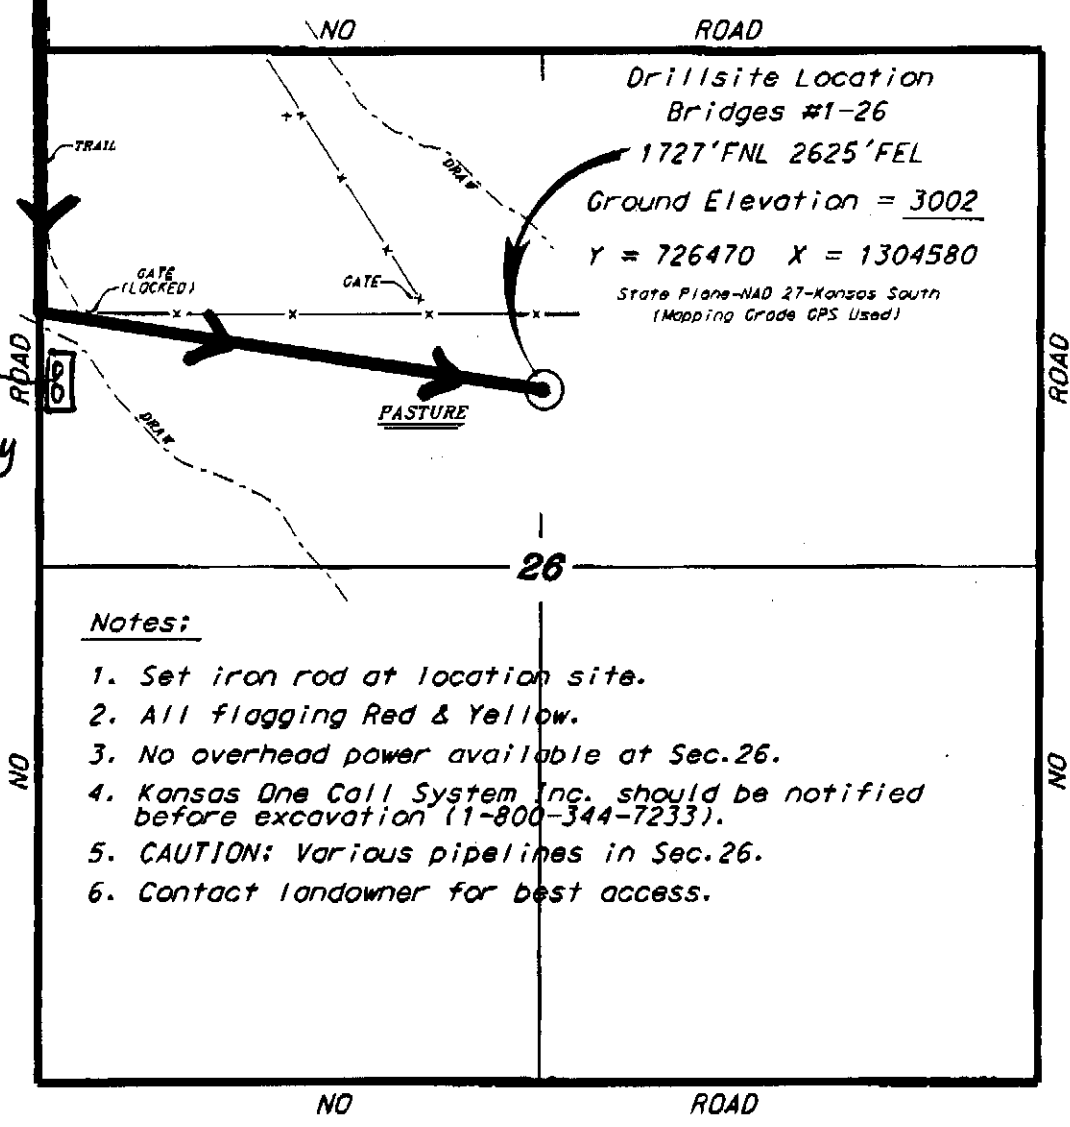 NO ROAD
Drillsite Location
Bridges #1-26
1727'FNL 2625'FEL
Ground Elevation = 3002
Y = 726470 X = 1304580
State Plane-NAD 27-Kansas South
(Mapping Grade GPS Used)
TRAIL
DRAW
GATE
(LOCKED)
GATE
ROAD
ROAD
PASTURE
DRAW
y
26
Notes:
1. Set iron rod at location site.
2. All flagging Red & Yellow.
3. No overhead power available at Sec.26.
4. Kansas One Call System Inc. should be notified
before excavation (1-800-344-7233).
5. CAUTION: Various pipelines in Sec.26.
6. Contact landowner for best access.
NO
NO
NO ROAD